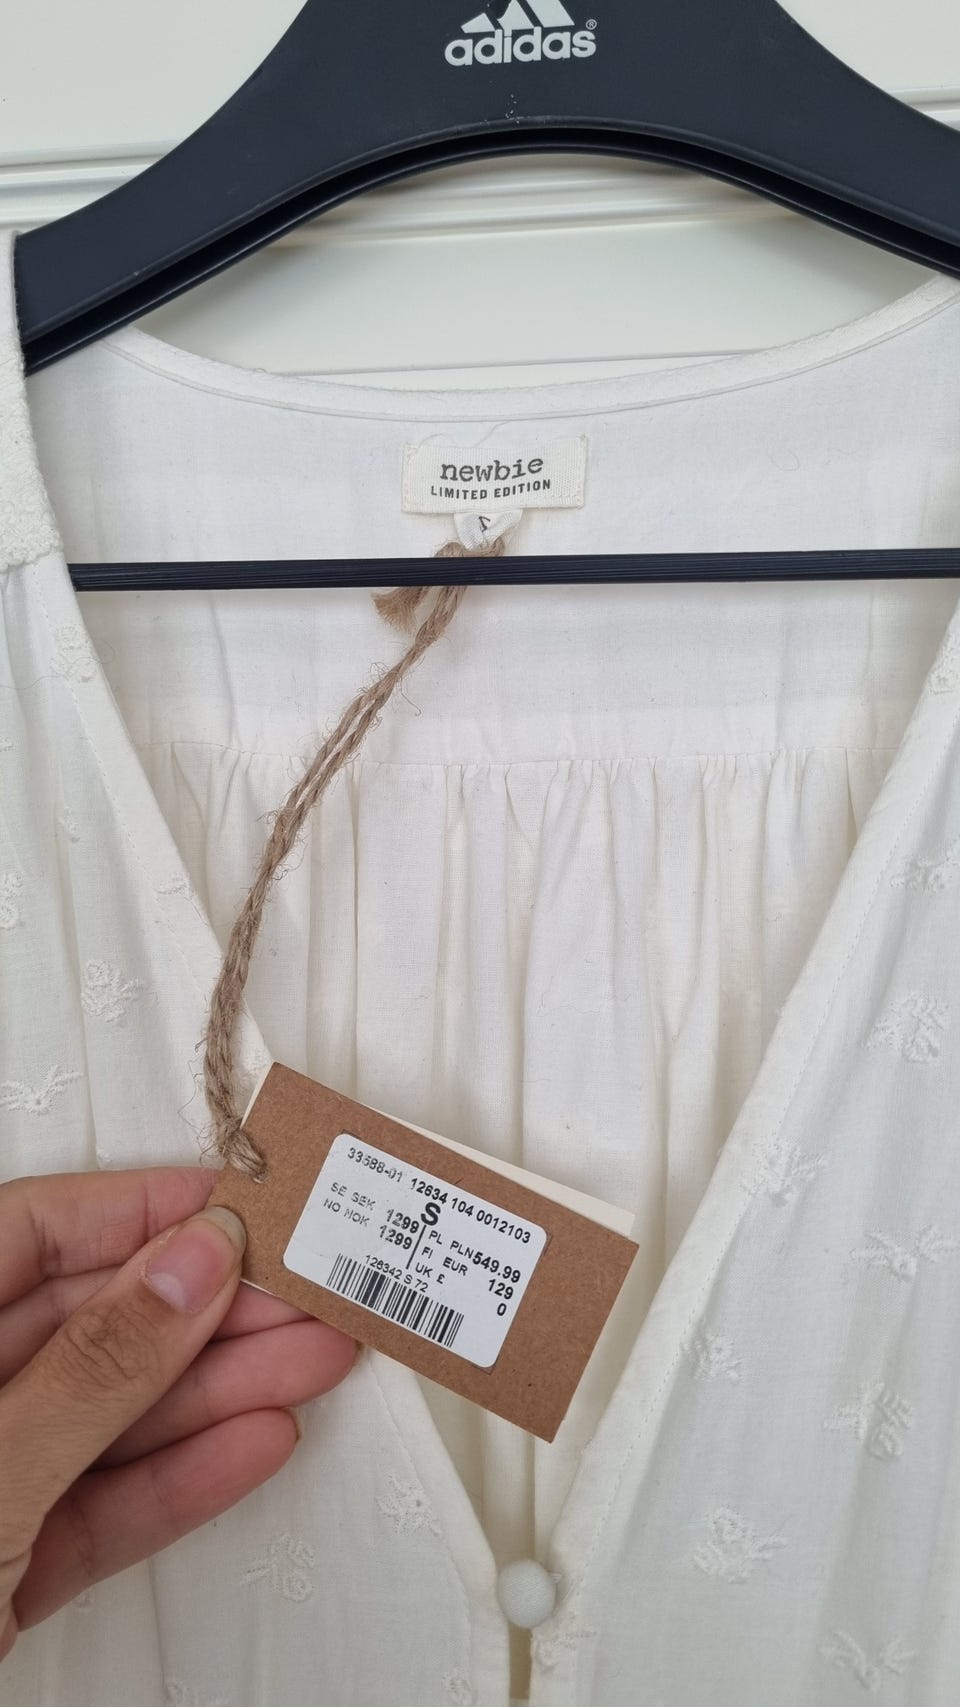 adidas®
newbie
LIMITED EDITION
S
33588-01 12634 104 0012103
S
SE SEK 1299
NO NOK 1299
PL PLN 549.99
FI EUR 129
UK £ 0
126342 S 72